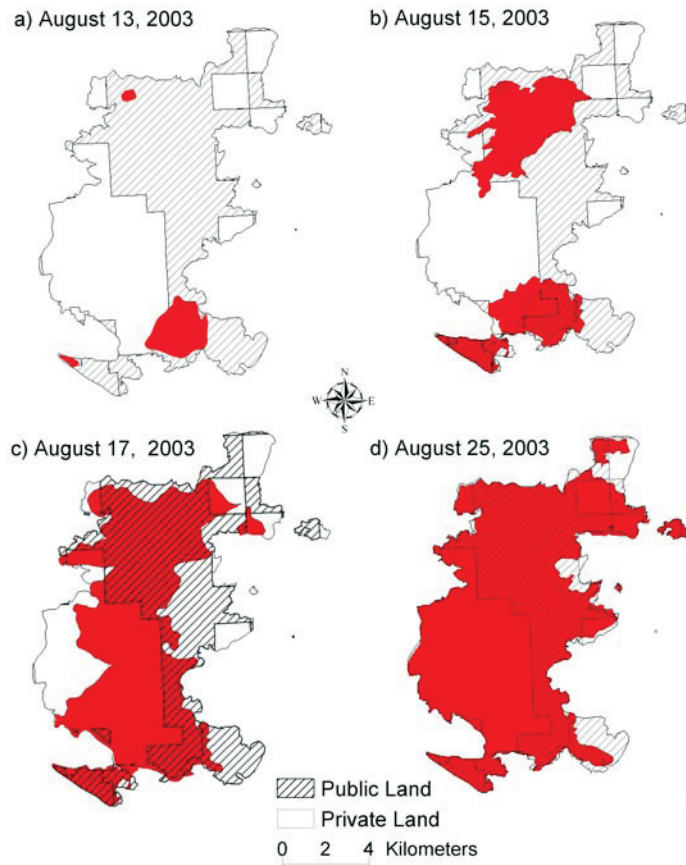 a) August 13, 2003
b) August 15, 2003
N
W E
S
c) August 17, 2003
d) August 25, 2003
Public Land
Private Land
0 2 4 Kilometers